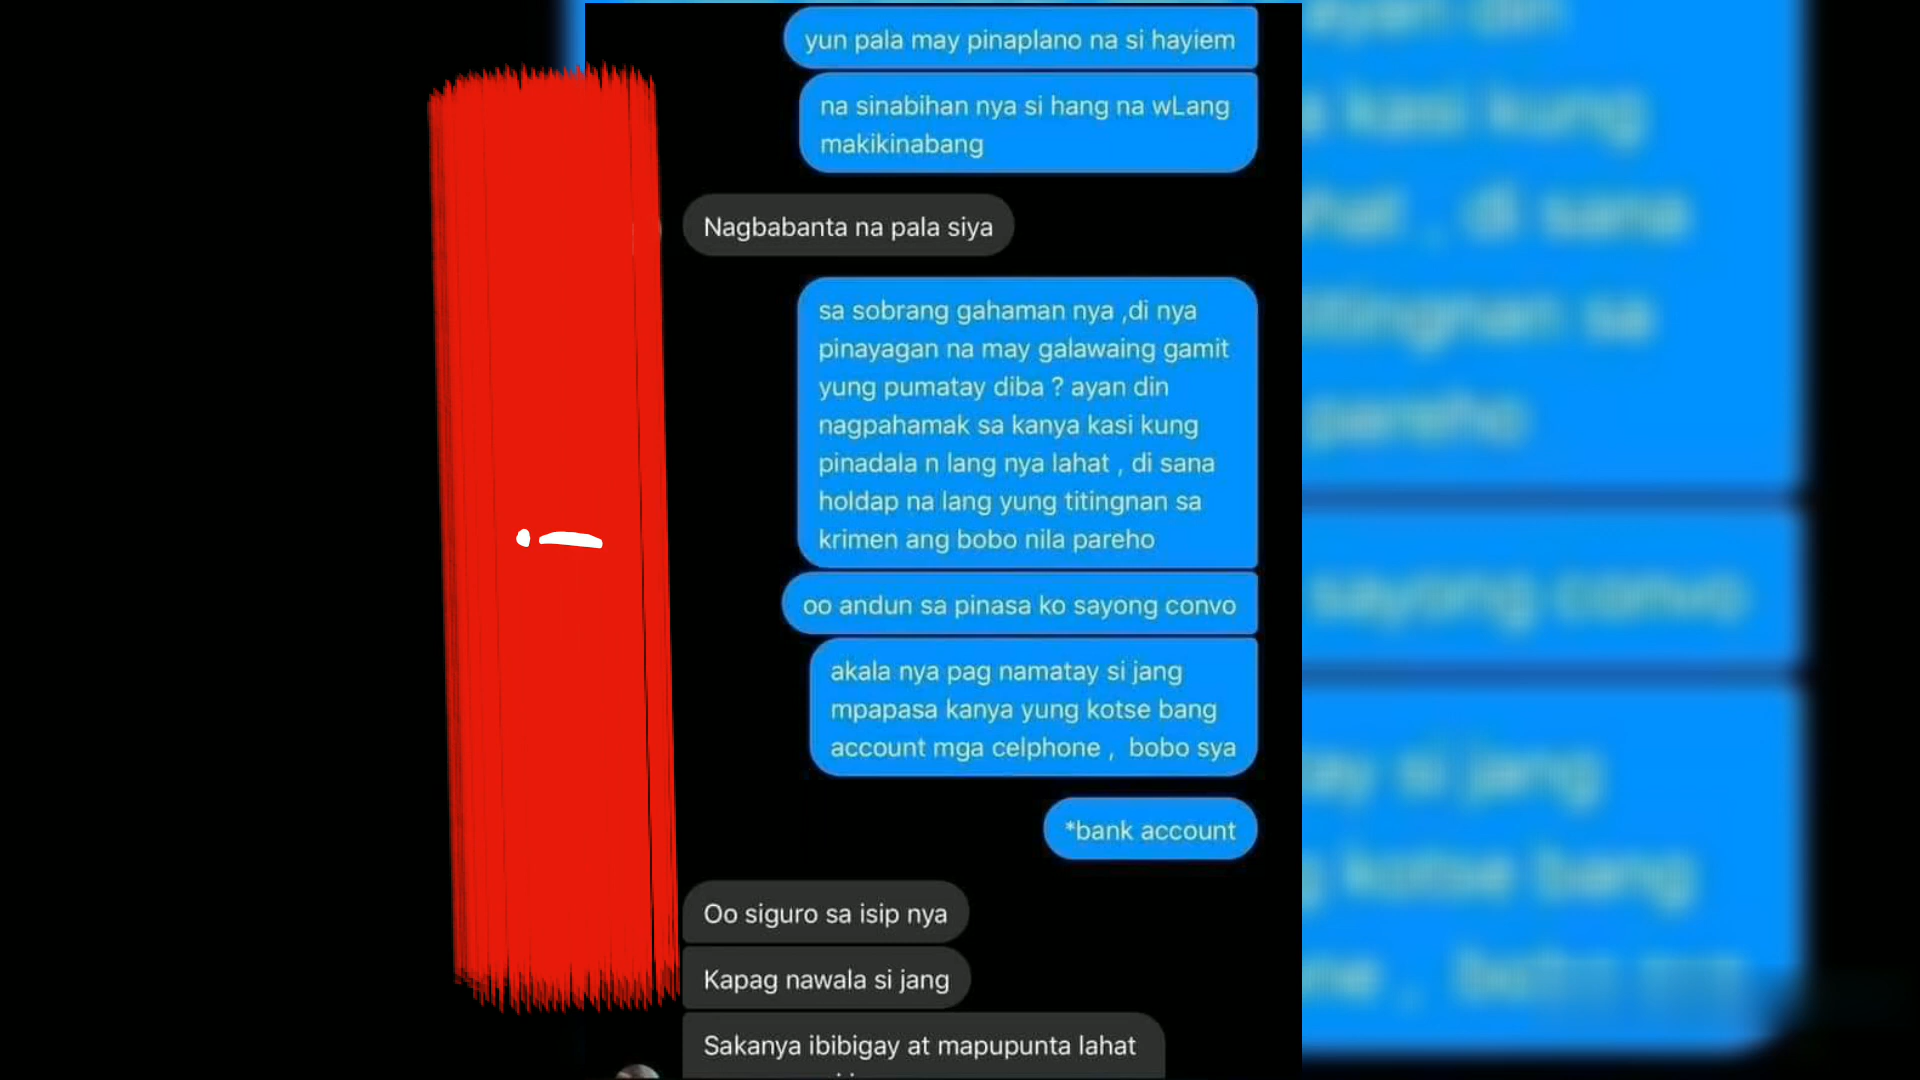 yun pala may pinaplano na si hayiem
na sinabihan nya si hang na wLang
makikinabang
Nagbabanta na pala siya
sa sobrang gahaman nya ,di nya
pinayagan na may galawaing gamit
yung pumatay diba ? ayan din
nagpahamak sa kanya kasi kung
pinadala n lang nya lahat , di sana
holdap na lang yung titingnan sa
krimen ang bobo nila pareho
oo andun sa pinasa ko sayong convo
akala nya pag namatay si jang
mpapasa kanya yung kotse bang
account mga celphone , bobo sya
*bank account
Oo siguro sa isip nya
Kapag nawala si jang
Sakanya ibibigay at mapupunta lahat